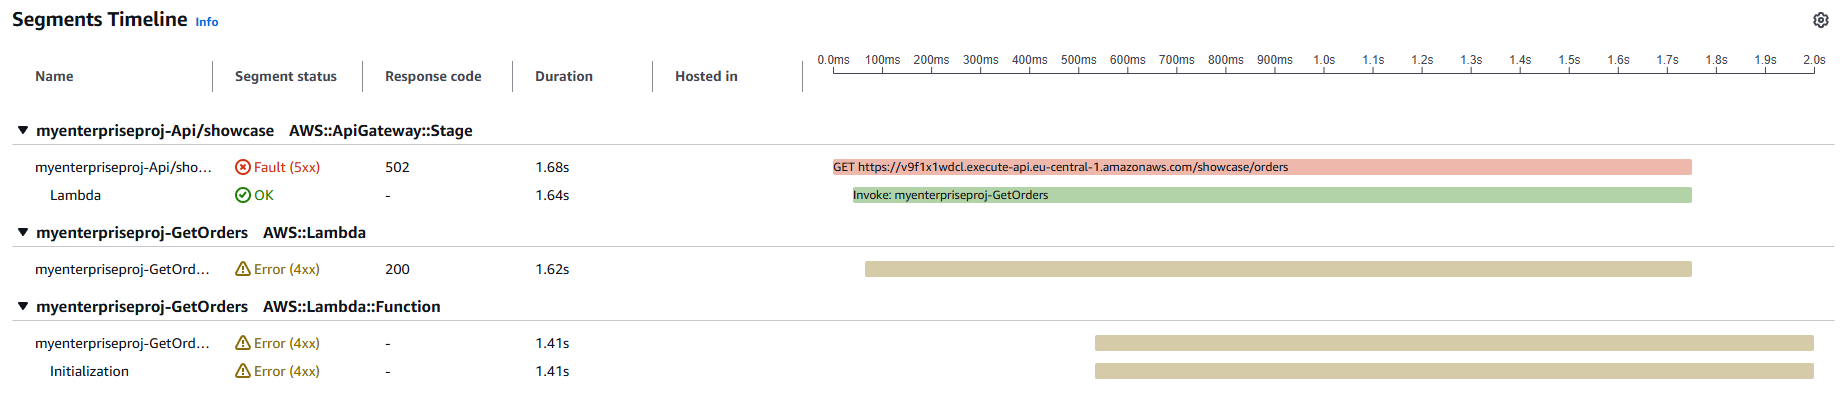 Segments Timeline Info
0.0ms 100ms 200ms 300ms 400ms 500ms 600ms 700ms 800ms 900ms 1.0s 1.1s 1.2s 1.3s 1.4s 1.5s 1.6s 1.7s 1.8s 1.9s 2.0s
Name Segment status Response code Duration Hosted in
myenterpriseproj-Api/showcase AWS::ApiGateway::Stage
myenterpriseproj-Api/sho... Fault (5xx) 502 1.68s GET https://v9f1x1wdcl.execute-api.eu-central-1.amazonaws.com/showcase/orders
Lambda OK - 1.64s Invoke: myenterpriseproj-GetOrders
myenterpriseproj-GetOrders AWS::Lambda
myenterpriseproj-GetOrd... Error (4xx) 200 1.62s
myenterpriseproj-GetOrders AWS::Lambda::Function
myenterpriseproj-GetOrd... Error (4xx) - 1.41s
Initialization Error (4xx) - 1.41s